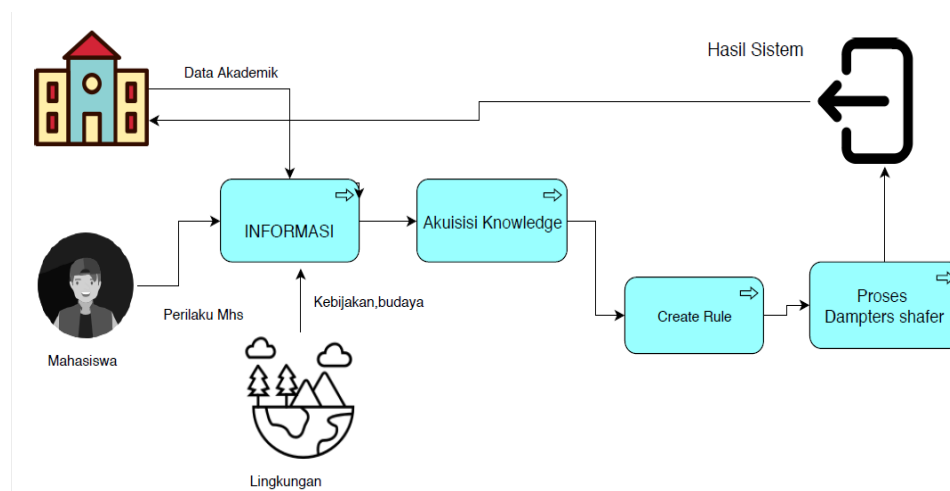 Hasil Sistem
Data Akademik
INFORMASI
Akuisisi Knowledge
Perilaku Mhs
Kebijakan,budaya
Mahasiswa
Create Rule
Proses
Dampters shafer
Lingkungan